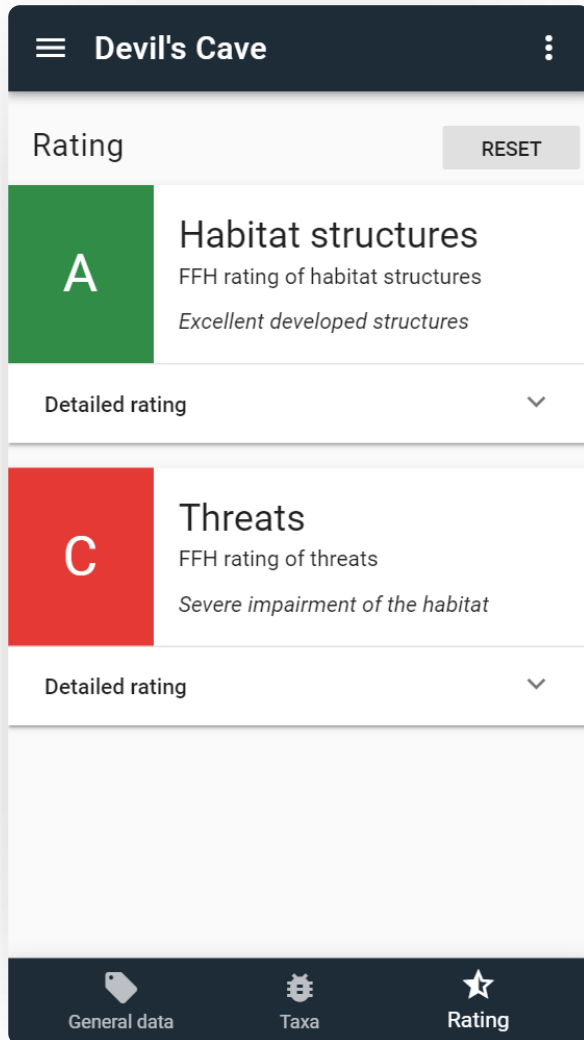 Devil's Cave
Rating
RESET
A
Habitat structures
FFH rating of habitat structures
Excellent developed structures
Detailed rating
C
Threats
FFH rating of threats
Severe impairment of the habitat
Detailed rating
General data
Taxa
Rating